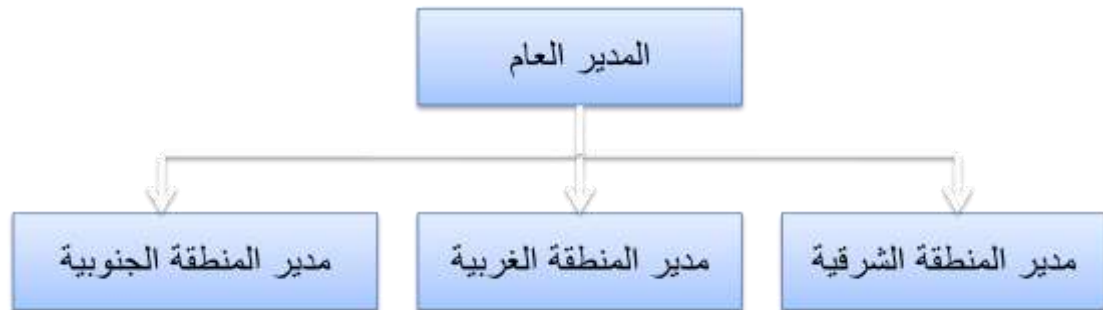 المدير العام
مدير المنطقة الشرقية
مدير المنطقة الغربية
مدير المنطقة الجنوبية